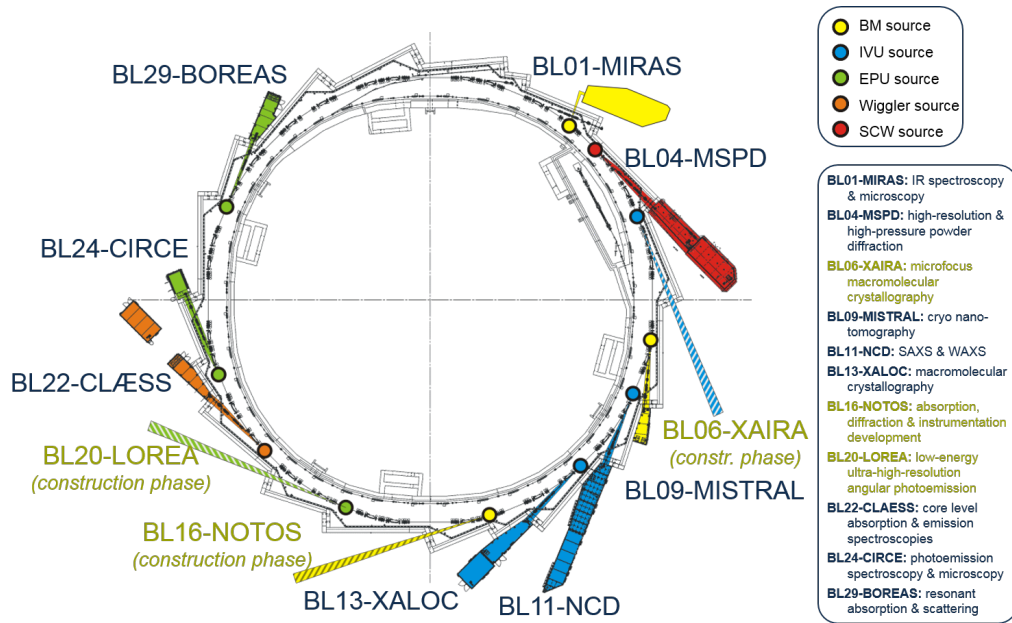 BL29-BOREAS
BL01-MIRAS
BL04-MSPD
BL24-CIRCE
BL22-CLÆSS
BL20-LOREA
(construction phase)
BL16-NOTOS
(construction phase)
BL13-XALOC
BL11-NCD
BL09-MISTRAL
BL06-XAIRA
(constr. phase)
BM source
IVU source
EPU source
Wiggler source
SCW source
BL01-MIRAS: IR spectroscopy
& microscopy
BL04-MSPD: high-resolution &
high-pressure powder
diffraction
BL06-XAIRA: microfocus
macromolecular
crystallography
BL09-MISTRAL: cryo nano-
tomography
BL11-NCD: SAXS & WAXS
BL13-XALOC: macromolecular
crystallography
BL16-NOTOS: absorption,
diffraction & instrumentation
development
BL20-LOREA: low-energy
ultra-high-resolution
angular photoemission
BL22-CLAESS: core level
absorption & emission
spectroscopies
BL24-CIRCE: photoemission
spectroscopy & microscopy
BL29-BOREAS: resonant
absorption & scattering